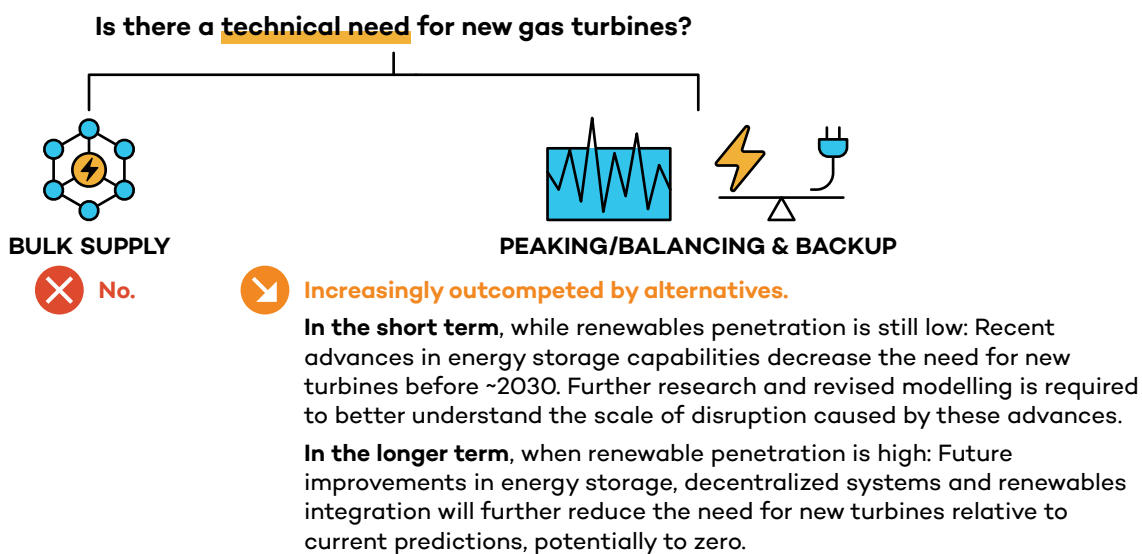 Is there a technical need for new gas turbines?
BULK SUPPLY
No.
PEAKING/BALANCING & BACKUP
Increasingly outcompeted by alternatives.
In the short term, while renewables penetration is still low: Recent
advances in energy storage capabilities decrease the need for new
turbines before ~2030. Further research and revised modelling is required
to better understand the scale of disruption caused by these advances.
In the longer term, when renewable penetration is high: Future
improvements in energy storage, decentralized systems and renewables
integration will further reduce the need for new turbines relative to
current predictions, potentially to zero.